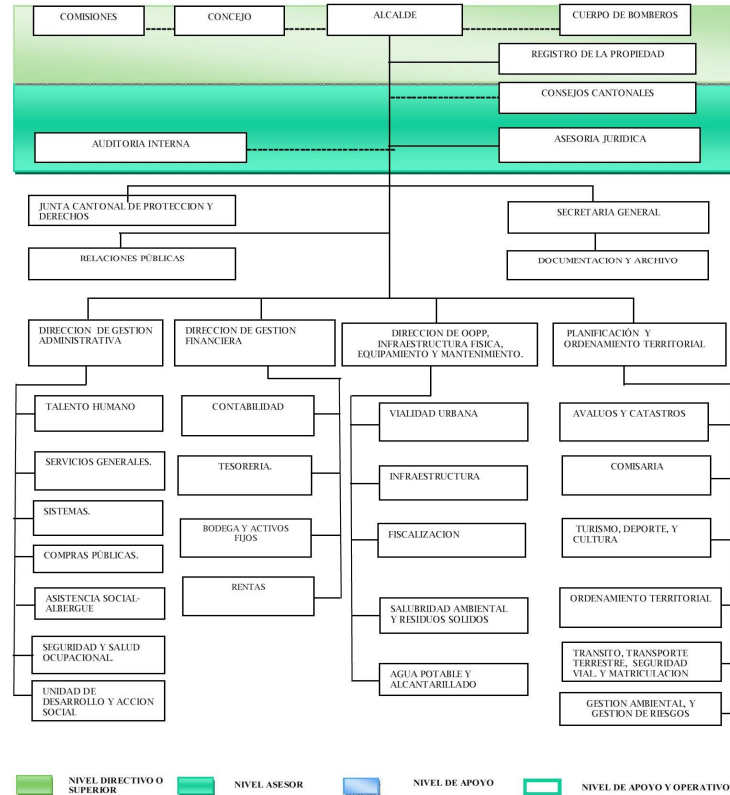 COMISIONES
CONCEJO
ALCALDE
CUERPO DE BOMBEROS
REGISTRO DE LA PROPIEDAD
CONSEJOS CANTONALES
AUDITORIA INTERNA
ASESORIA JURIDICA
JUNTA CANTONAL DE PROTECCION Y
DERECHOS
SECRETARIA GENERAL
RELACIONES PÚBLICAS
DOCUMENTACION Y ARCHIVO
DIRECCION DE GESTION
ADMINISTRATIVA
DIRECCION DE GESTION
FINANCIERA
DIRECCION DE OOPP,
INFRAESTRUCTURA FISICA,
EQUIPAMIENTO Y MANTENIMIENTO.
PLANIFICACIÓN Y
ORDENAMIENTO TERRITORIAL
TALENTO HUMANO
SERVICIOS GENERALES.
SISTEMAS.
COMPRAS PÚBLICAS.
ASISTENCIA SOCIAL-
ALBERGUE
SEGURIDAD Y SALUD
OCUPACIONAL.
UNIDAD DE
DESARROLLO Y ACCION
SOCIAL
CONTABILIDAD
TESORERIA.
BODEGA Y ACTIVOS
FIJOS
RENTAS
VIALIDAD URBANA
INFRAESTRUCTURA
FISCALIZACION
SALUBRIDAD AMBIENTAL
Y RESIDUOS SOLIDOS
AGUA POTABLE Y
ALCANTARILLADO
AVALUOS Y CATASTROS
COMISARIA
TURISMO, DEPORTE, Y
CULTURA
ORDENAMIENTO TERRITORIAL
TRANSITO, TRANSPORTE
TERRESTRE, SEGURIDAD
VIAL. Y MATRICULACION
GESTION AMBIENTAL, Y
GESTION DE RIESGOS
NIVEL DIRECTIVO O
SUPERIOR
NIVEL ASESOR
NIVEL DE APOYO
NIVEL DE APOYO Y OPERATIVO